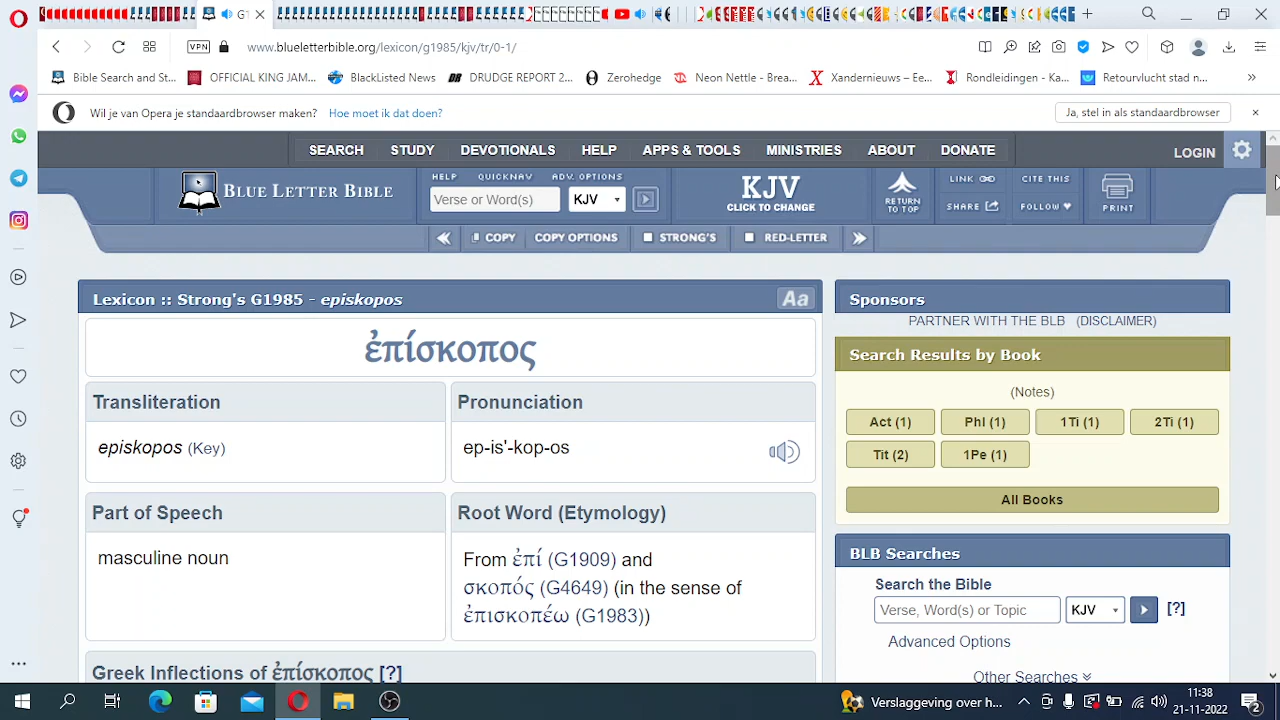 G1
www.blueletterbible.org/lexicon/g1985/kjv/tr/0-1/
VPN
Bible Search and St...
OFFICIAL KING JAM...
BlackListed News
DRUDGE REPORT 2...
Zerohedge
Neon Nettle - Brea...
Xandernieuws – Ee...
Rondleidingen - Ka...
Retourvlucht stad n...
Wil je van Opera je standaardbrowser maken? Hoe moet ik dat doen?
Ja, stel in als standaardbrowser
SEARCH STUDY DEVOTIONALS HELP APPS & TOOLS MINISTRIES ABOUT DONATE
LOGIN
BLUE LETTER BIBLE
HELP QUICKNAV ADV. OPTIONS
Verse or Word(s)
KJV
KJV
CLICK TO CHANGE
RETURN
TO TOP
LINK
CITE THIS
SHARE
FOLLOW
PRINT
COPY COPY OPTIONS STRONG'S RED-LETTER
Lexicon :: Strong's G1985 - episkopos
Aa
ἐπίσκοπος
Transliteration
episkopos (Key)
Pronunciation
ep-is'-kop-os
Part of Speech
masculine noun
Root Word (Etymology)
From ἐπί (G1909) and
σκοπός (G4649) (in the sense of
ἐπισκοπέω (G1983))
Greek Inflections of ἐπίσκοπος [?]
Sponsors
PARTNER WITH THE BLB (DISCLAIMER)
Search Results by Book
(Notes)
Act (1) Phl (1) 1Ti (1) 2Ti (1)
Tit (2) 1Pe (1)
All Books
BLB Searches
Search the Bible
Verse, Word(s) or Topic
KJV
[?]
Advanced Options
Other Searches
Verslaggeving over h...
11:38
21-11-2022
2